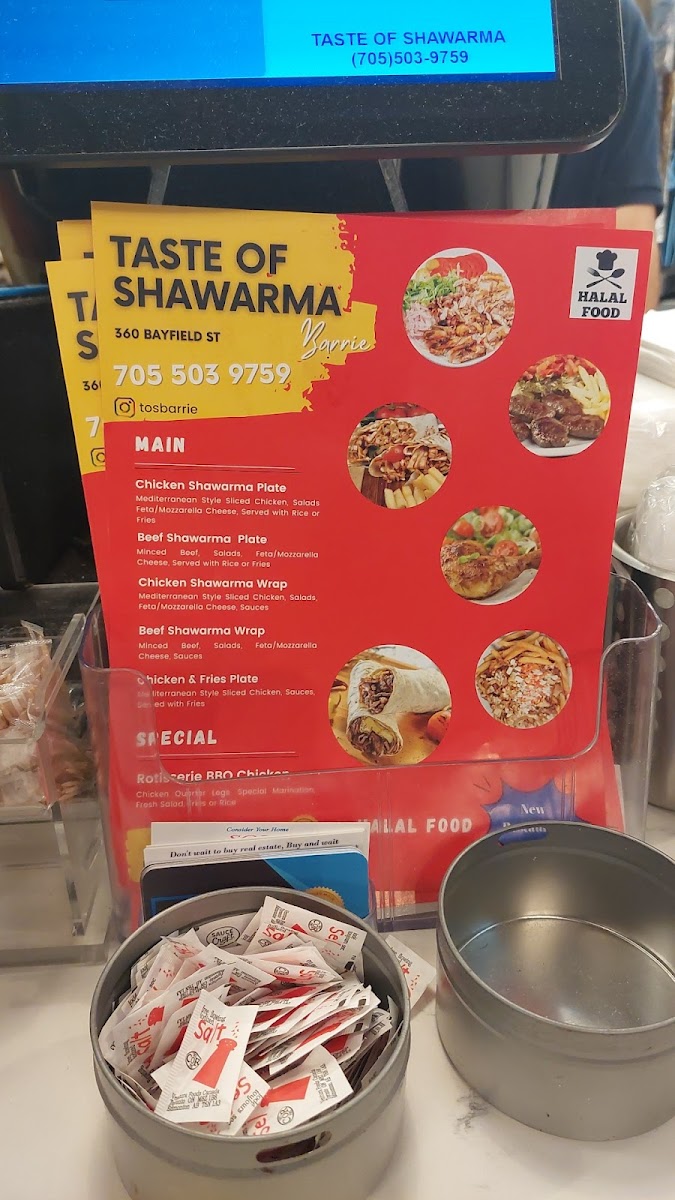 TASTE OF SHAWARMA
(705)503-9759
TASTE OF
SHAWARMA
360 BAYFIELD ST
Barrie
705 503 9759
tosbarrie
HALAL
FOOD
MAIN
Chicken Shawarma Plate
Mediterranean Style Sliced Chicken, Salads
Feta/Mozzarella Cheese, Served with Rice or
Fries
Beef Shawarma Plate
Minced Beef, Salads, Feta/Mozzarella
Cheese, Served with Rice or Fries
Chicken Shawarma Wrap
Mediterranean Style Sliced Chicken, Salads,
Feta/Mozzarella Cheese, Sauces
Beef Shawarma Wrap
Minced Beef, Salads, Feta/Mozzarella
Cheese, Sauces
Chicken & Fries Plate
Mediterranean Style Sliced Chicken, Sauces,
Served with Fries
SPECIAL
Rotisserie BBQ Chicken
Chicken Quarter Legs Special Marination,
Fresh Salad, Fries or Rice
HALAL FOOD
New
Consider Your Home
Don't wait to buy real estate, Buy and wait
SAUCE
Craft
Salt
Salt